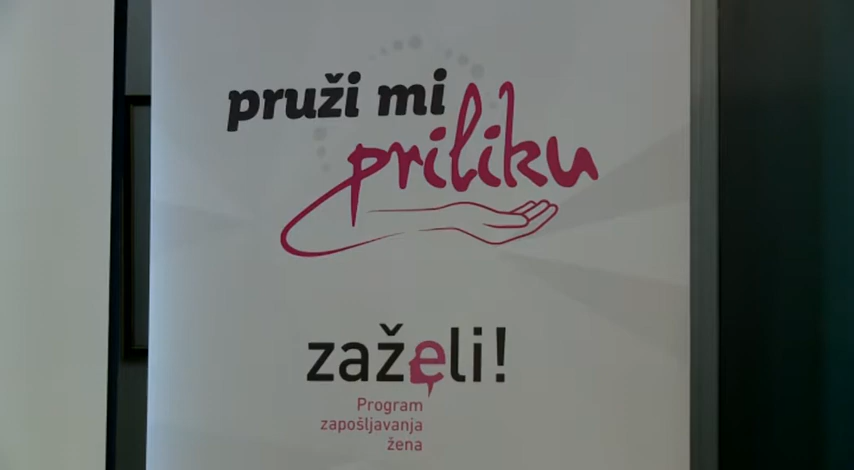 pruži mi
priliku
zaželi!
Program
zapošljavanja
žena